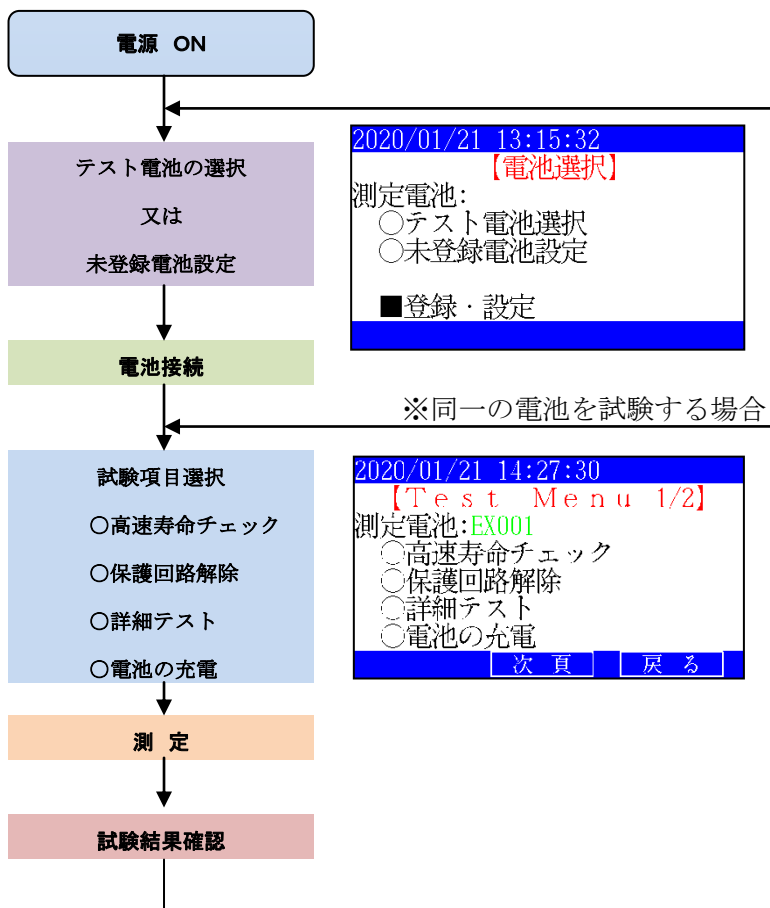 電源 ON
テスト電池の選択
又は
未登録電池設定
2020/01/21 13:15:32
【電池選択】
測定電池:
○テスト電池選択
○未登録電池設定
■登録・設定
電池接続
※同一の電池を試験する場合
試験項目選択
○高速寿命チェック
○保護回路解除
○詳細テスト
○電池の充電
2020/01/21 14:27:30
【Test Menu 1/2】
測定電池:EX001
○高速寿命チェック
○保護回路解除
○詳細テスト
○電池の充電
次 頁 戻 る
測 定
試験結果確認